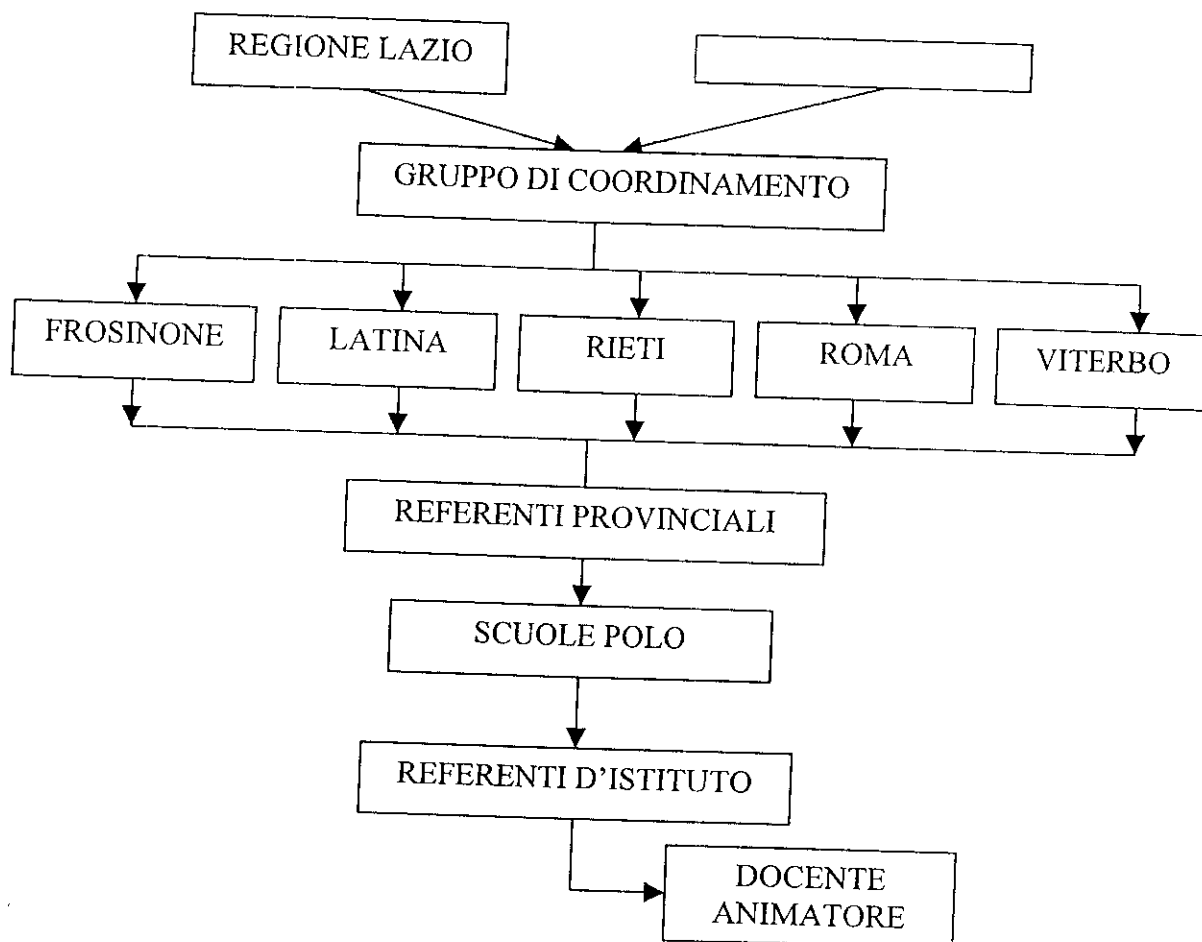 REGIONE LAZIO
GRUPPO DI COORDINAMENTO
FROSINONE
LATINA
RIETI
ROMA
VITERBO
REFERENTI PROVINCIALI
SCUOLE POLO
REFERENTI D’ISTITUTO
DOCENTE
ANIMATORE